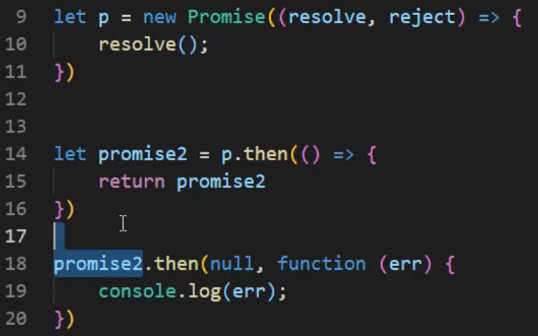 9 let p = new Promise((resolve, reject) => {
10 resolve();
11 })
12
13
14 let promise2 = p.then(() => {
15 return promise2
16 })
17
18 promise2.then(null, function (err) {
19 console.log(err);
20 })